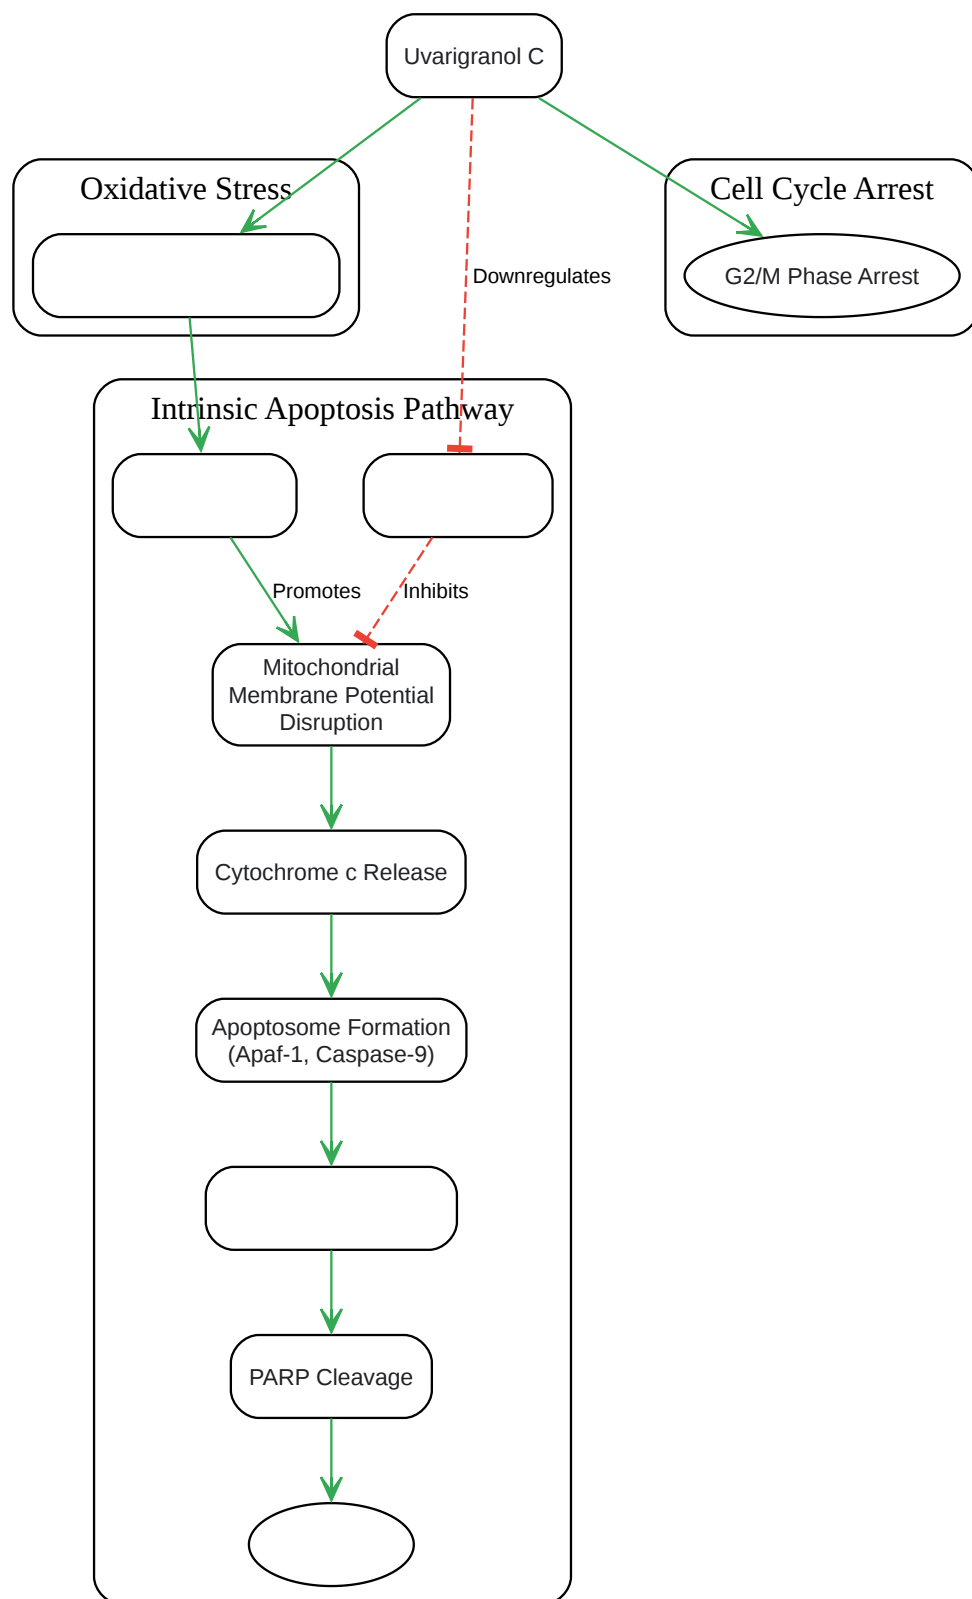 Uvarigranol C
Oxidative Stress
Cell Cycle Arrest
Downregulates
G2/M Phase Arrest
Intrinsic Apoptosis Pathway
Promotes
Inhibits
Mitochondrial
Membrane Potential
Disruption
Cytochrome c Release
Apoptosome Formation
(Apaf-1, Caspase-9)
PARP Cleavage